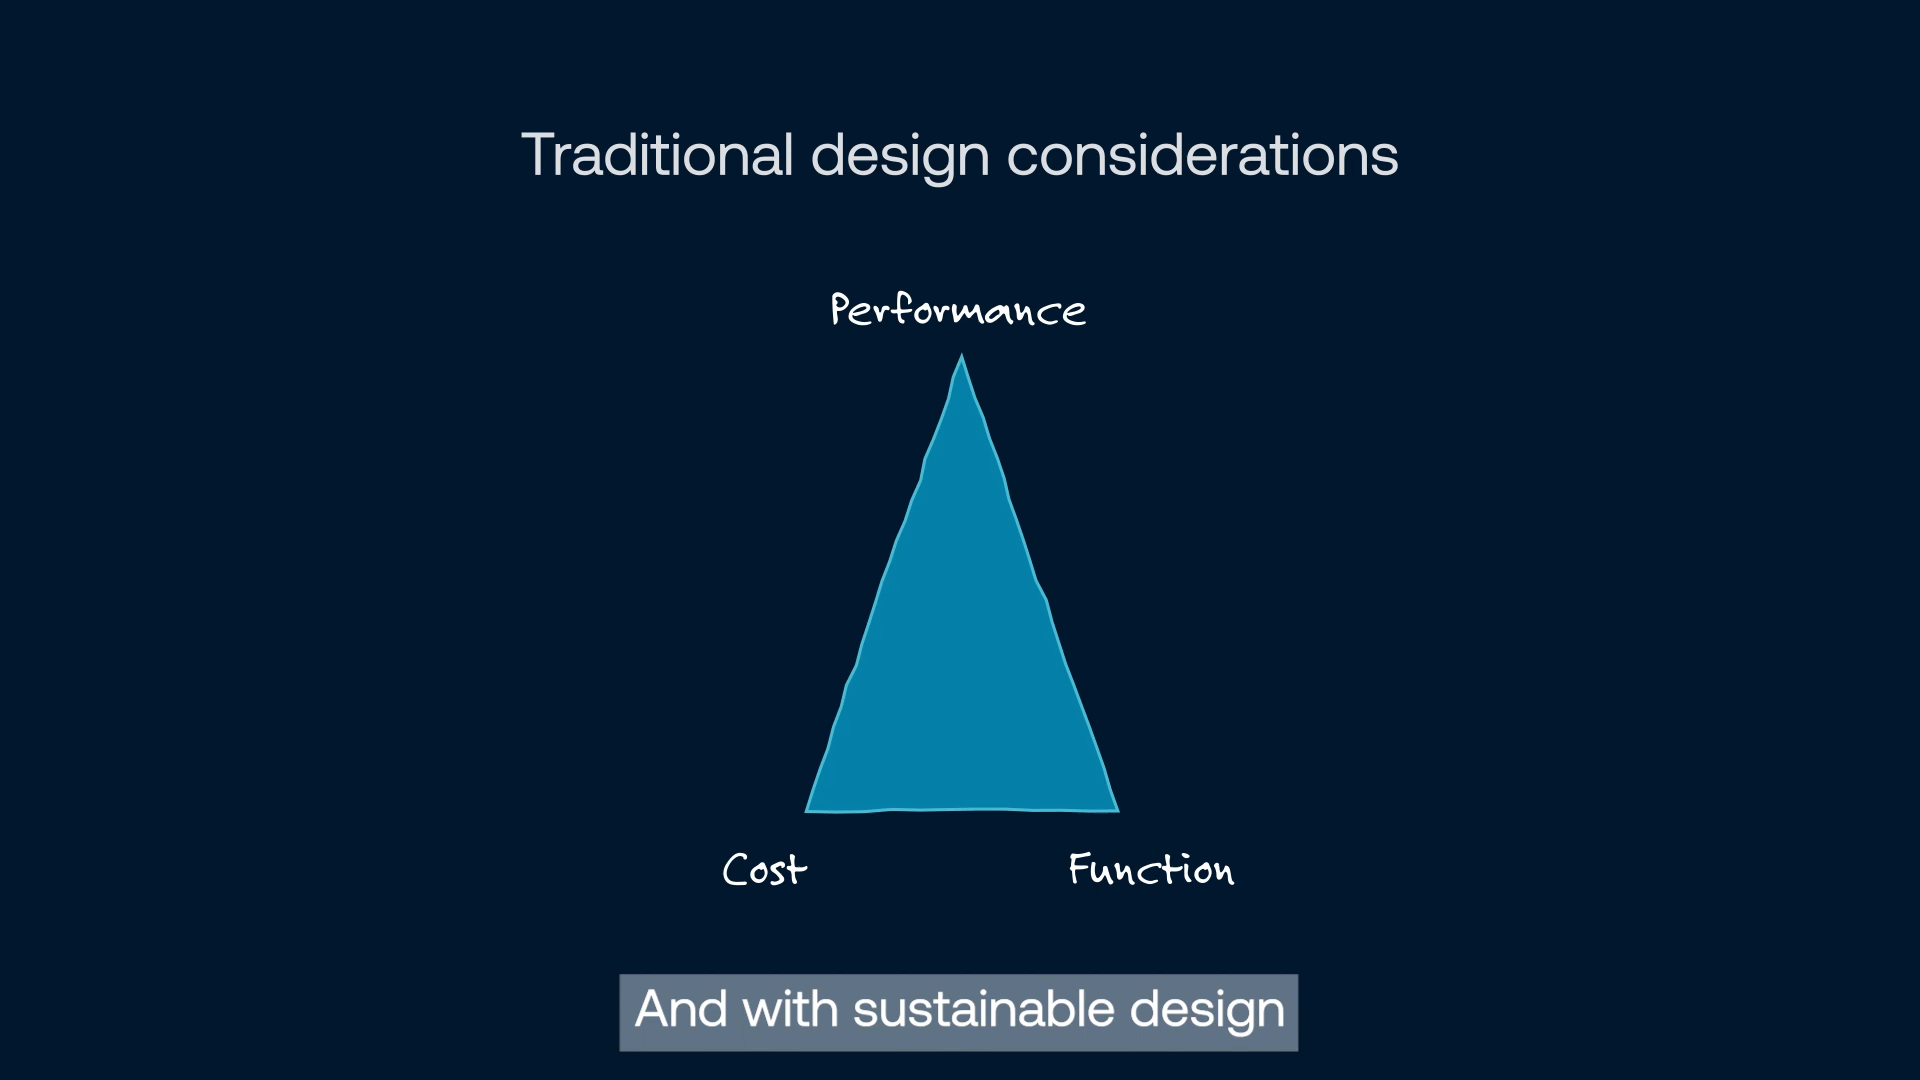 Traditional design considerations
Performance
Cost
Function
And with sustainable design